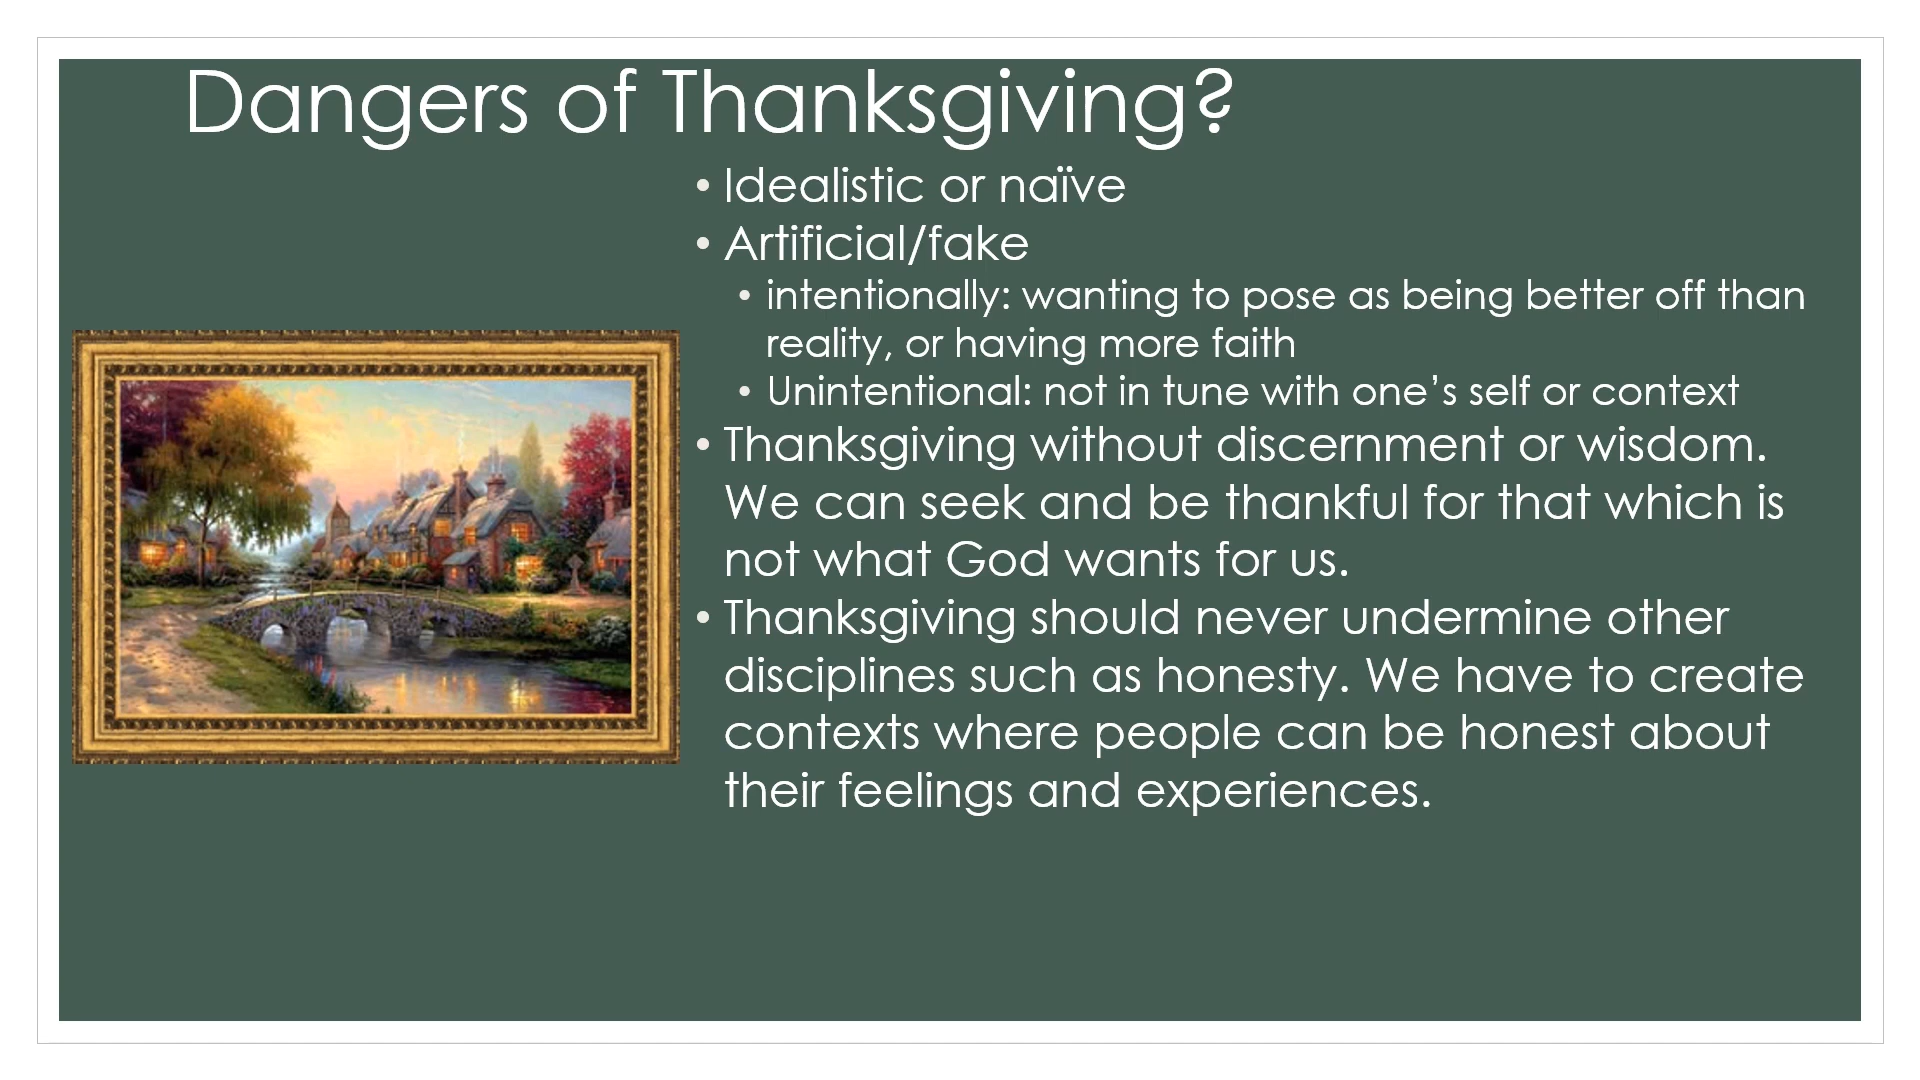 Dangers of Thanksgiving?
• Idealistic or naïve
• Artificial/fake
• intentionally: wanting to pose as being better off than
reality, or having more faith
• Unintentional: not in tune with one’s self or context
• Thanksgiving without discernment or wisdom.
We can seek and be thankful for that which is
not what God wants for us.
• Thanksgiving should never undermine other
disciplines such as honesty. We have to create
contexts where people can be honest about
their feelings and experiences.